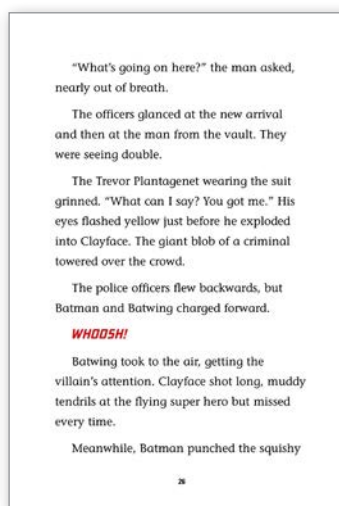 “What’s going on here?” the man asked,
nearly out of breath.
The officers glanced at the new arrival
and then at the man from the vault. They
were seeing double.
The Trevor Plantagenet wearing the suit
grinned. “What can I say? You got me.” His
eyes flashed yellow just before he exploded
into Clayface. The giant blob of a criminal
towered over the crowd.
The police officers flew backwards, but
Batman and Batwing charged forward.
WHOOSH!
Batwing took to the air, getting the
villain’s attention. Clayface shot long, muddy
tendrils at the flying super hero but missed
every time.
Meanwhile, Batman punched the squishy
26